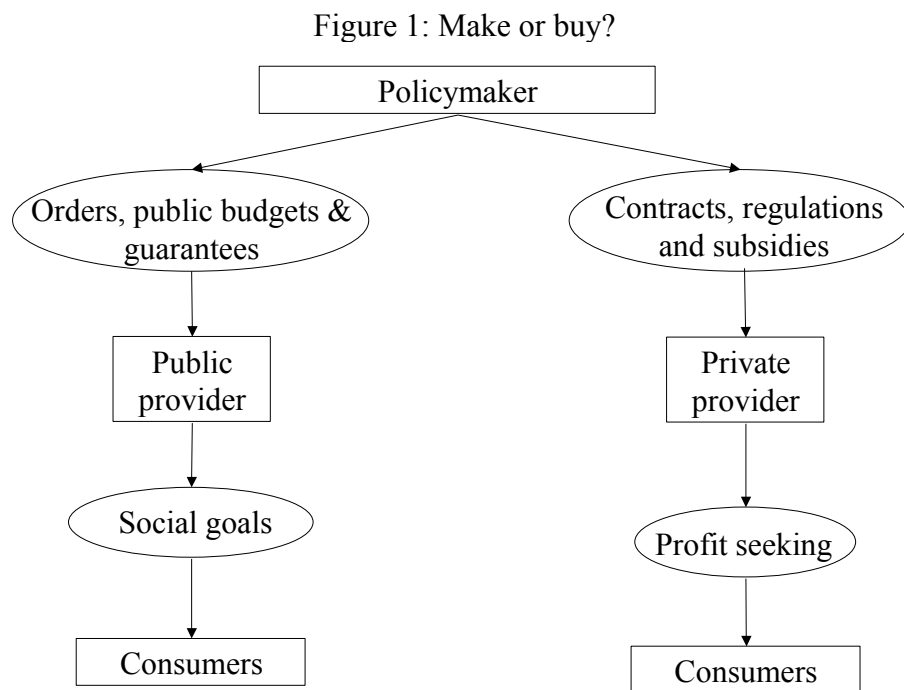 Figure 1: Make or buy?
Policymaker
Orders, public budgets &
guarantees
Contracts, regulations
and subsidies
Public
provider
Private
provider
Social goals
Profit seeking
Consumers
Consumers